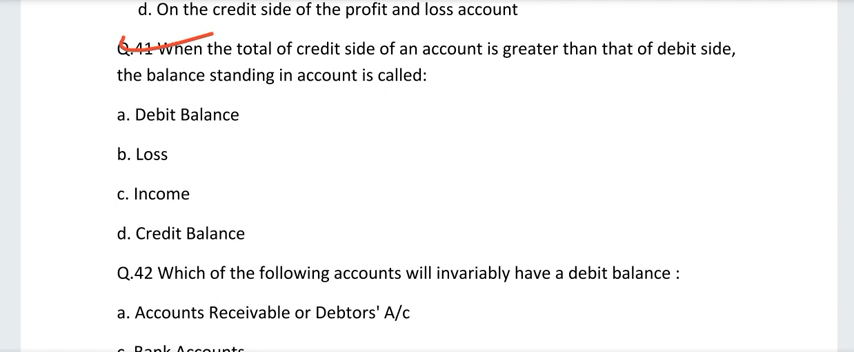 d. On the credit side of the profit and loss account
Q.41 When the total of credit side of an account is greater than that of debit side,
the balance standing in account is called:
a. Debit Balance
b. Loss
c. Income
d. Credit Balance
Q.42 Which of the following accounts will invariably have a debit balance :
a. Accounts Receivable or Debtors' A/c
c. Bank Accounts